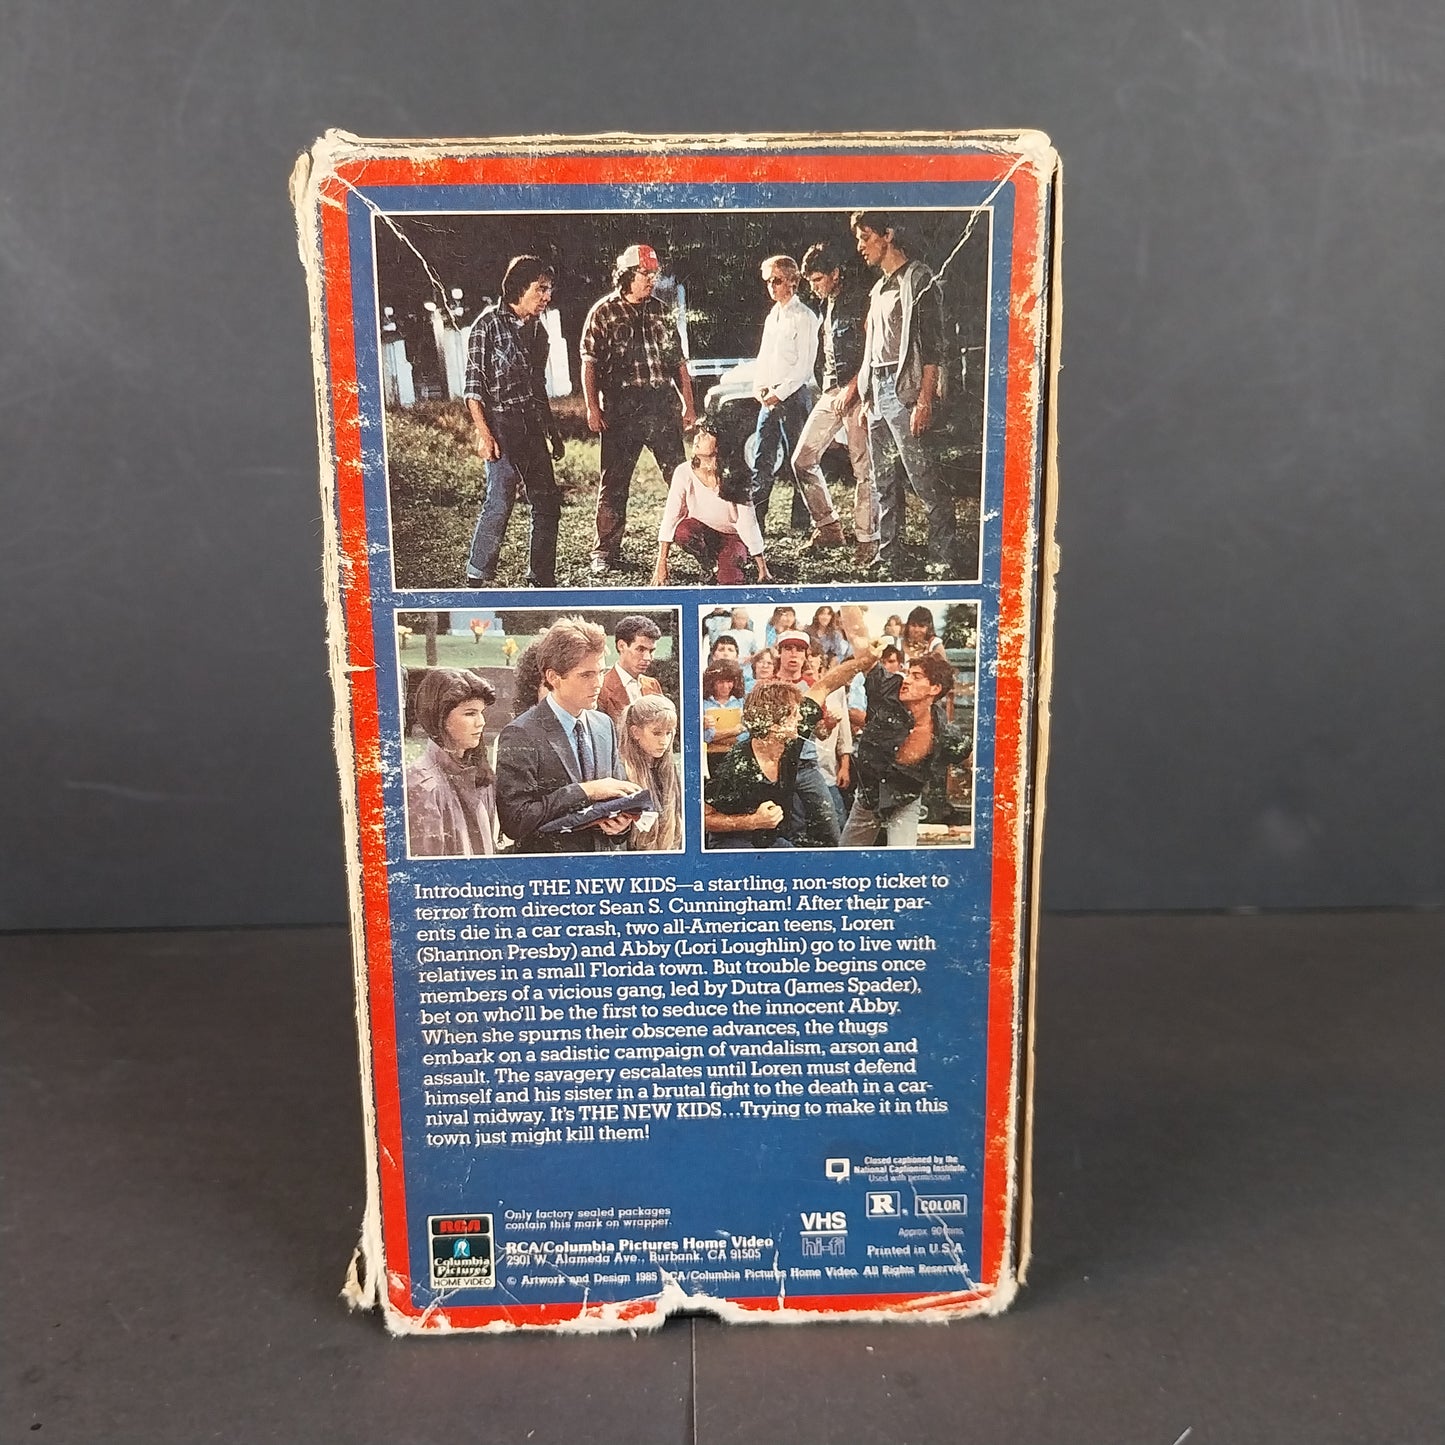 Introducing THE NEW KIDS—a startling, non-stop ticket to
terror from director Sean S. Cunningham! After their par-
ents die in a car crash, two all-American teens, Loren
(Shannon Presby) and Abby (Lori Loughlin) go to live with
relatives in a small Florida town. But trouble begins once
members of a vicious gang, led by Dutra (James Spader),
bet on who'll be the first to seduce the innocent Abby.
When she spurns their obscene advances, the thugs
embark on a sadistic campaign of vandalism, arson and
assault. The savagery escalates until Loren must defend
himself and his sister in a brutal fight to the death in a car-
nival midway. It's THE NEW KIDS...Trying to make it in this
town just might kill them!
Closed captioned by the
National Captioning Institute.
Used with permission.
R. COLOR
Approx. 90 mins.
VHS
hi-fi
Printed in U.S.A.
Only factory sealed packages
contain this mark on wrapper.
RCA
Columbia
Pictures
HOME VIDEO
RCA/Columbia Pictures Home Video
2901 W. Alameda Ave., Burbank, CA 91505
© Artwork and Design 1985 RCA/Columbia Pictures Home Video. All Rights Reserved.